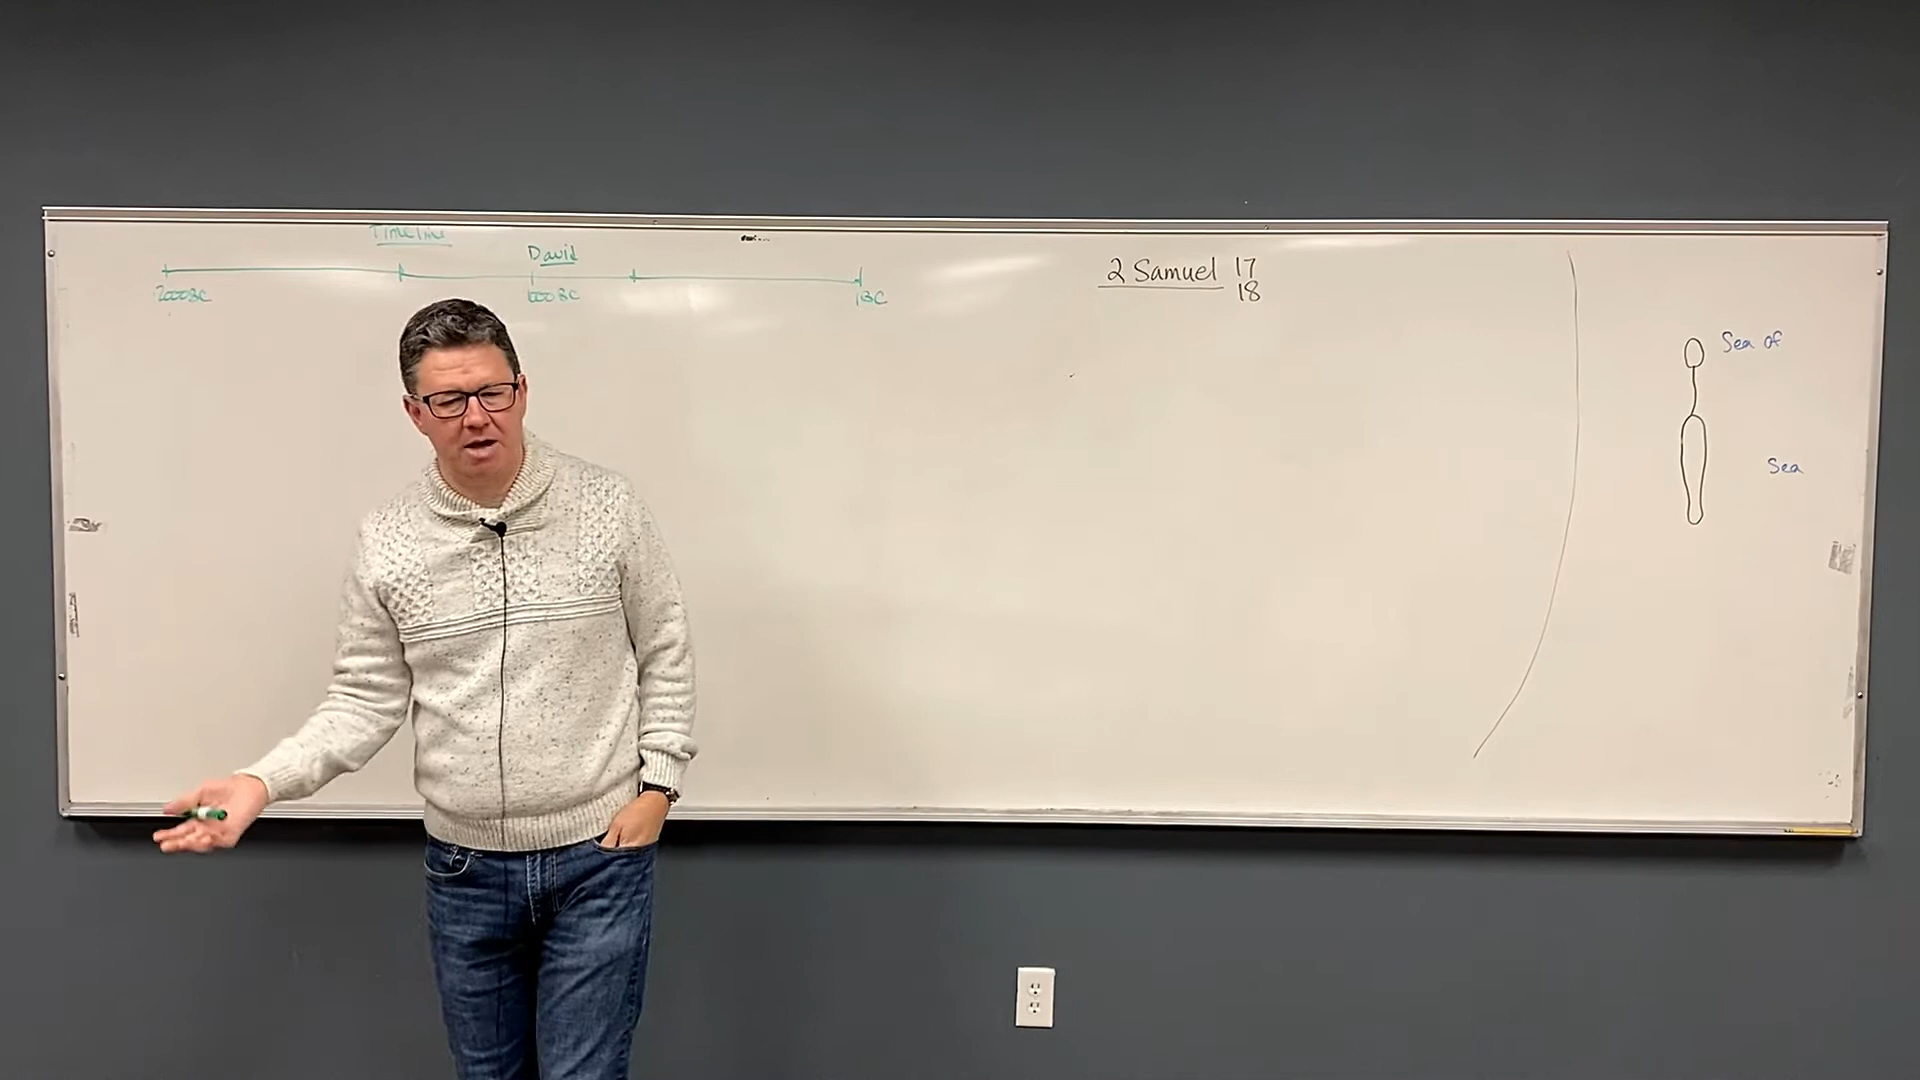 Timeline
David
2000BC
1000BC
1BC
2 Samuel 17
18
Sea of
Sea